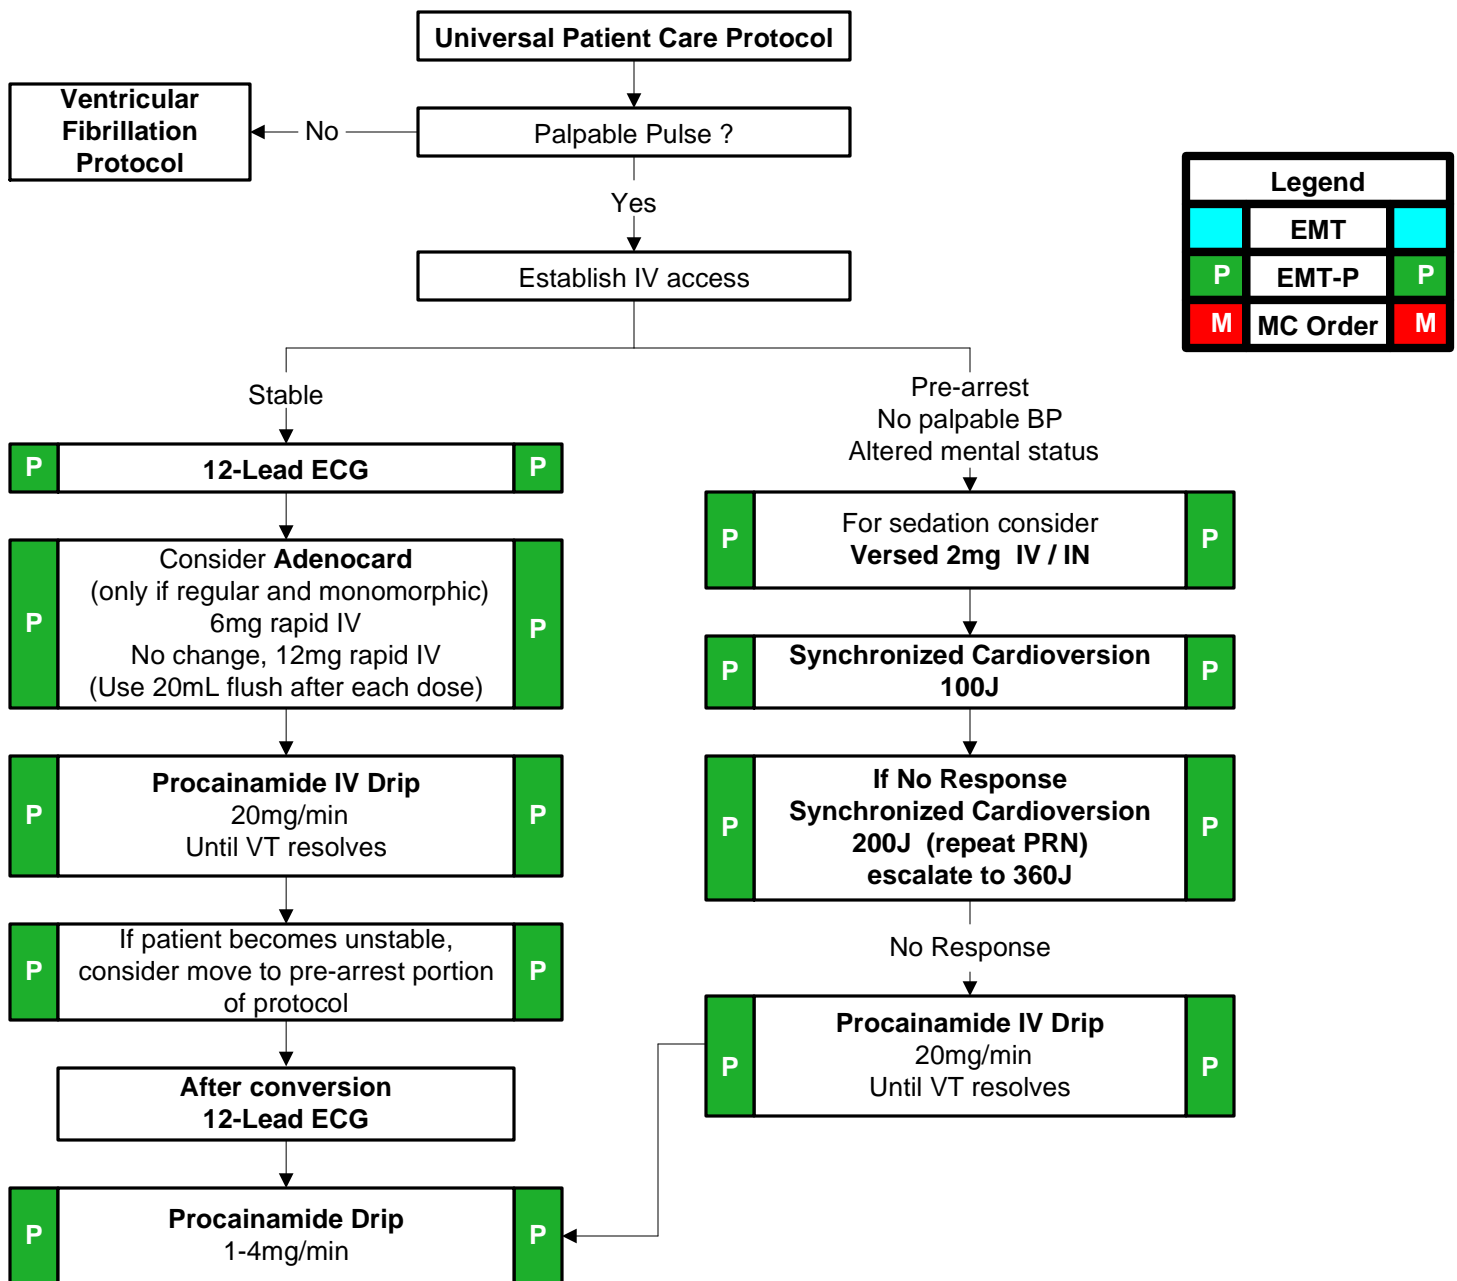 Universal Patient Care Protocol
Ventricular
Fibrillation
Protocol
No
Palpable Pulse ?
Yes
Establish IV access
Legend
EMT
P EMT-P P
M MC Order M
Stable
Pre-arrest
No palpable BP
Altered mental status
P 12-Lead ECG P
P P
Consider Adenocard
(only if regular and monomorphic)
6mg rapid IV
No change, 12mg rapid IV
(Use 20mL flush after each dose)
P P
For sedation consider
Versed 2mg IV / IN
P P
Synchronized Cardioversion
100J
P P
Procainamide IV Drip
20mg/min
Until VT resolves
P P
If No Response
Synchronized Cardioversion
200J (repeat PRN)
escalate to 360J
P P
If patient becomes unstable,
consider move to pre-arrest portion
of protocol
No Response
P P
Procainamide IV Drip
20mg/min
Until VT resolves
After conversion
12-Lead ECG
P P
Procainamide Drip
1-4mg/min